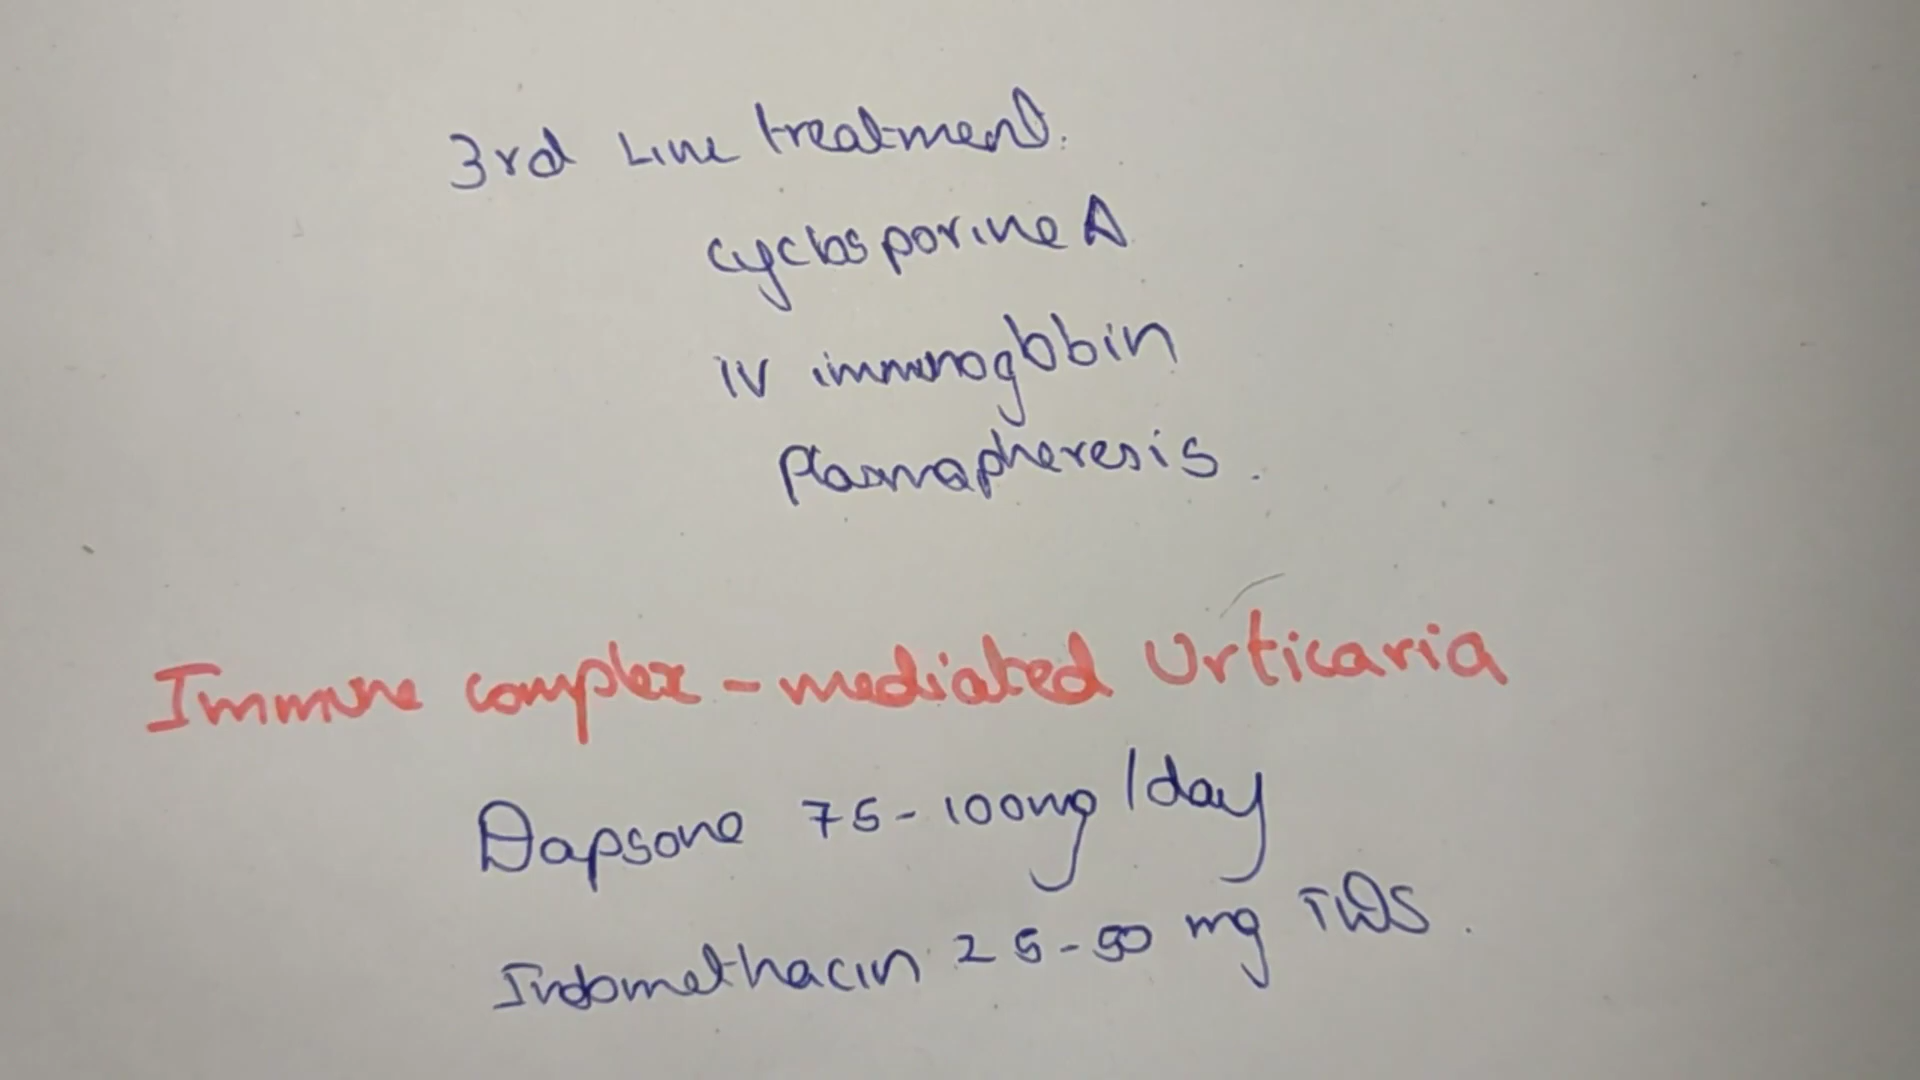 3rd Line treatment.
cyclosporine A
IV immunoglobin
Plasmapheresis.
Immune complex - mediated Urticaria
Dapsone 75-100mg/day
Indomethacin 25-50 mg TDS.